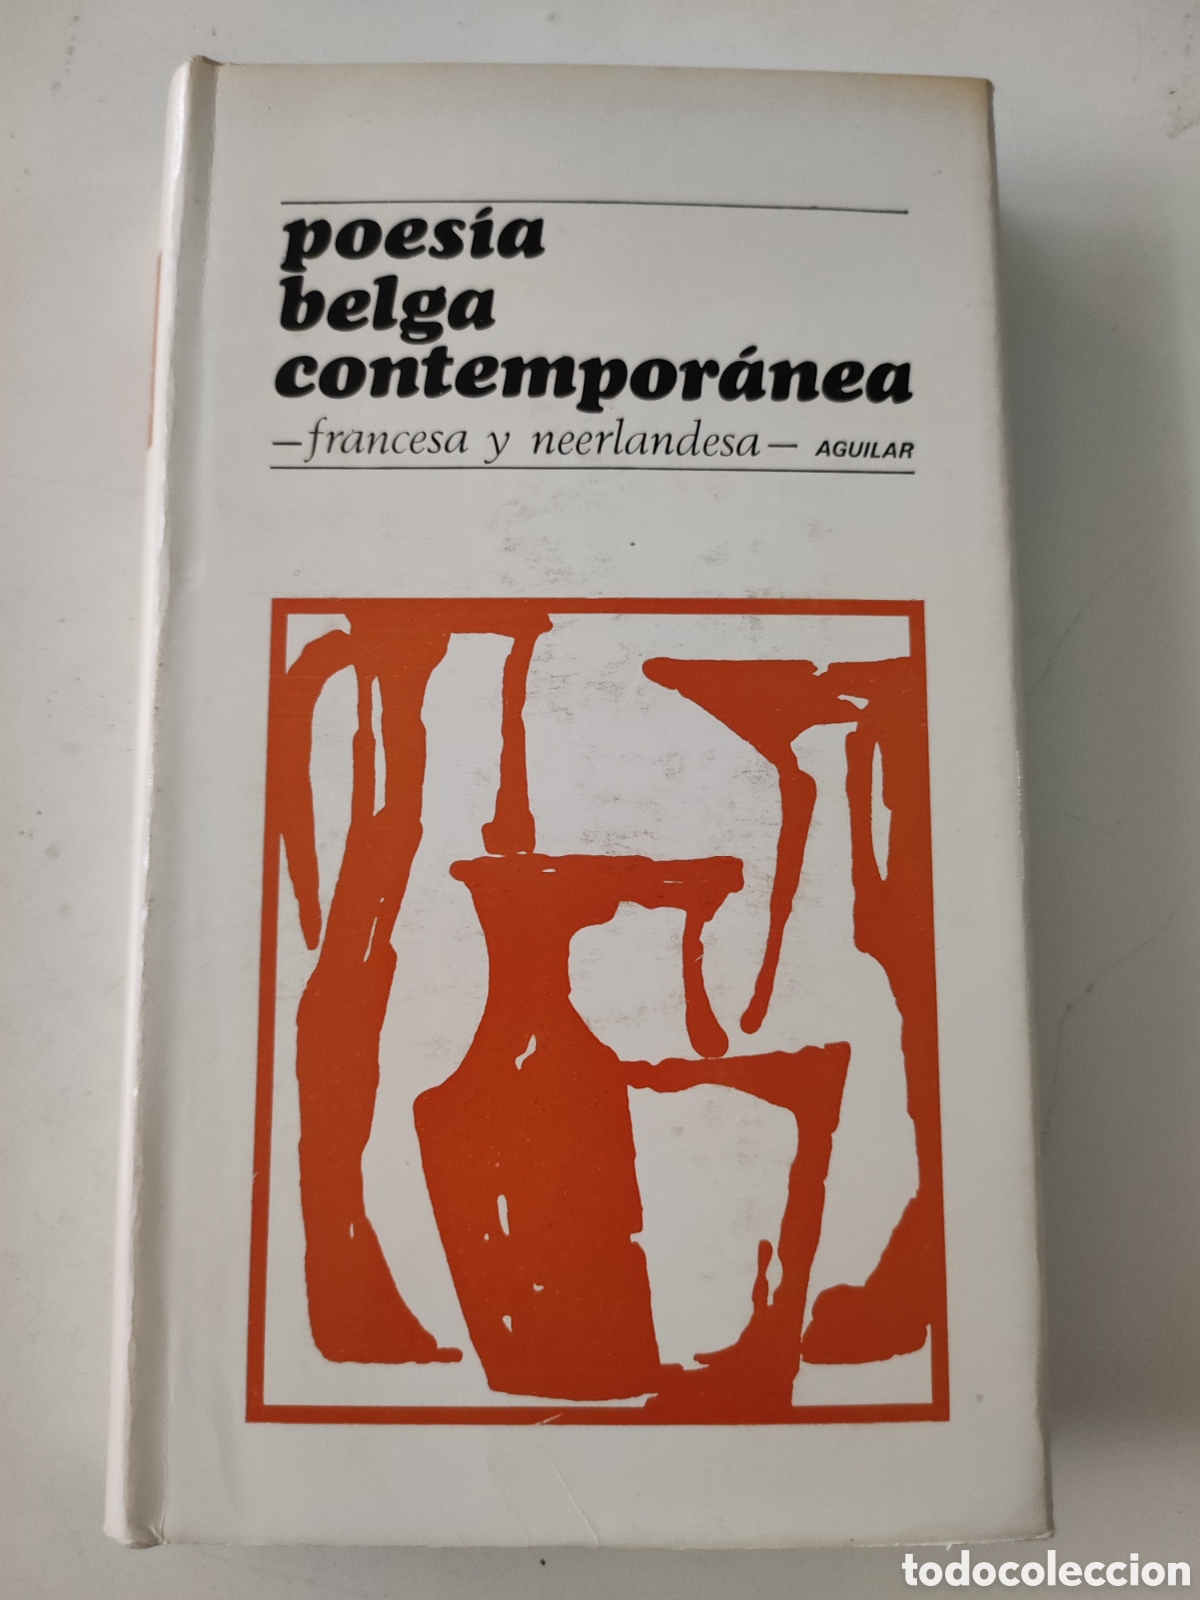 poesía
belga
contemporánea
—francesa y neerlandesa— AGUILAR
todocoleccion